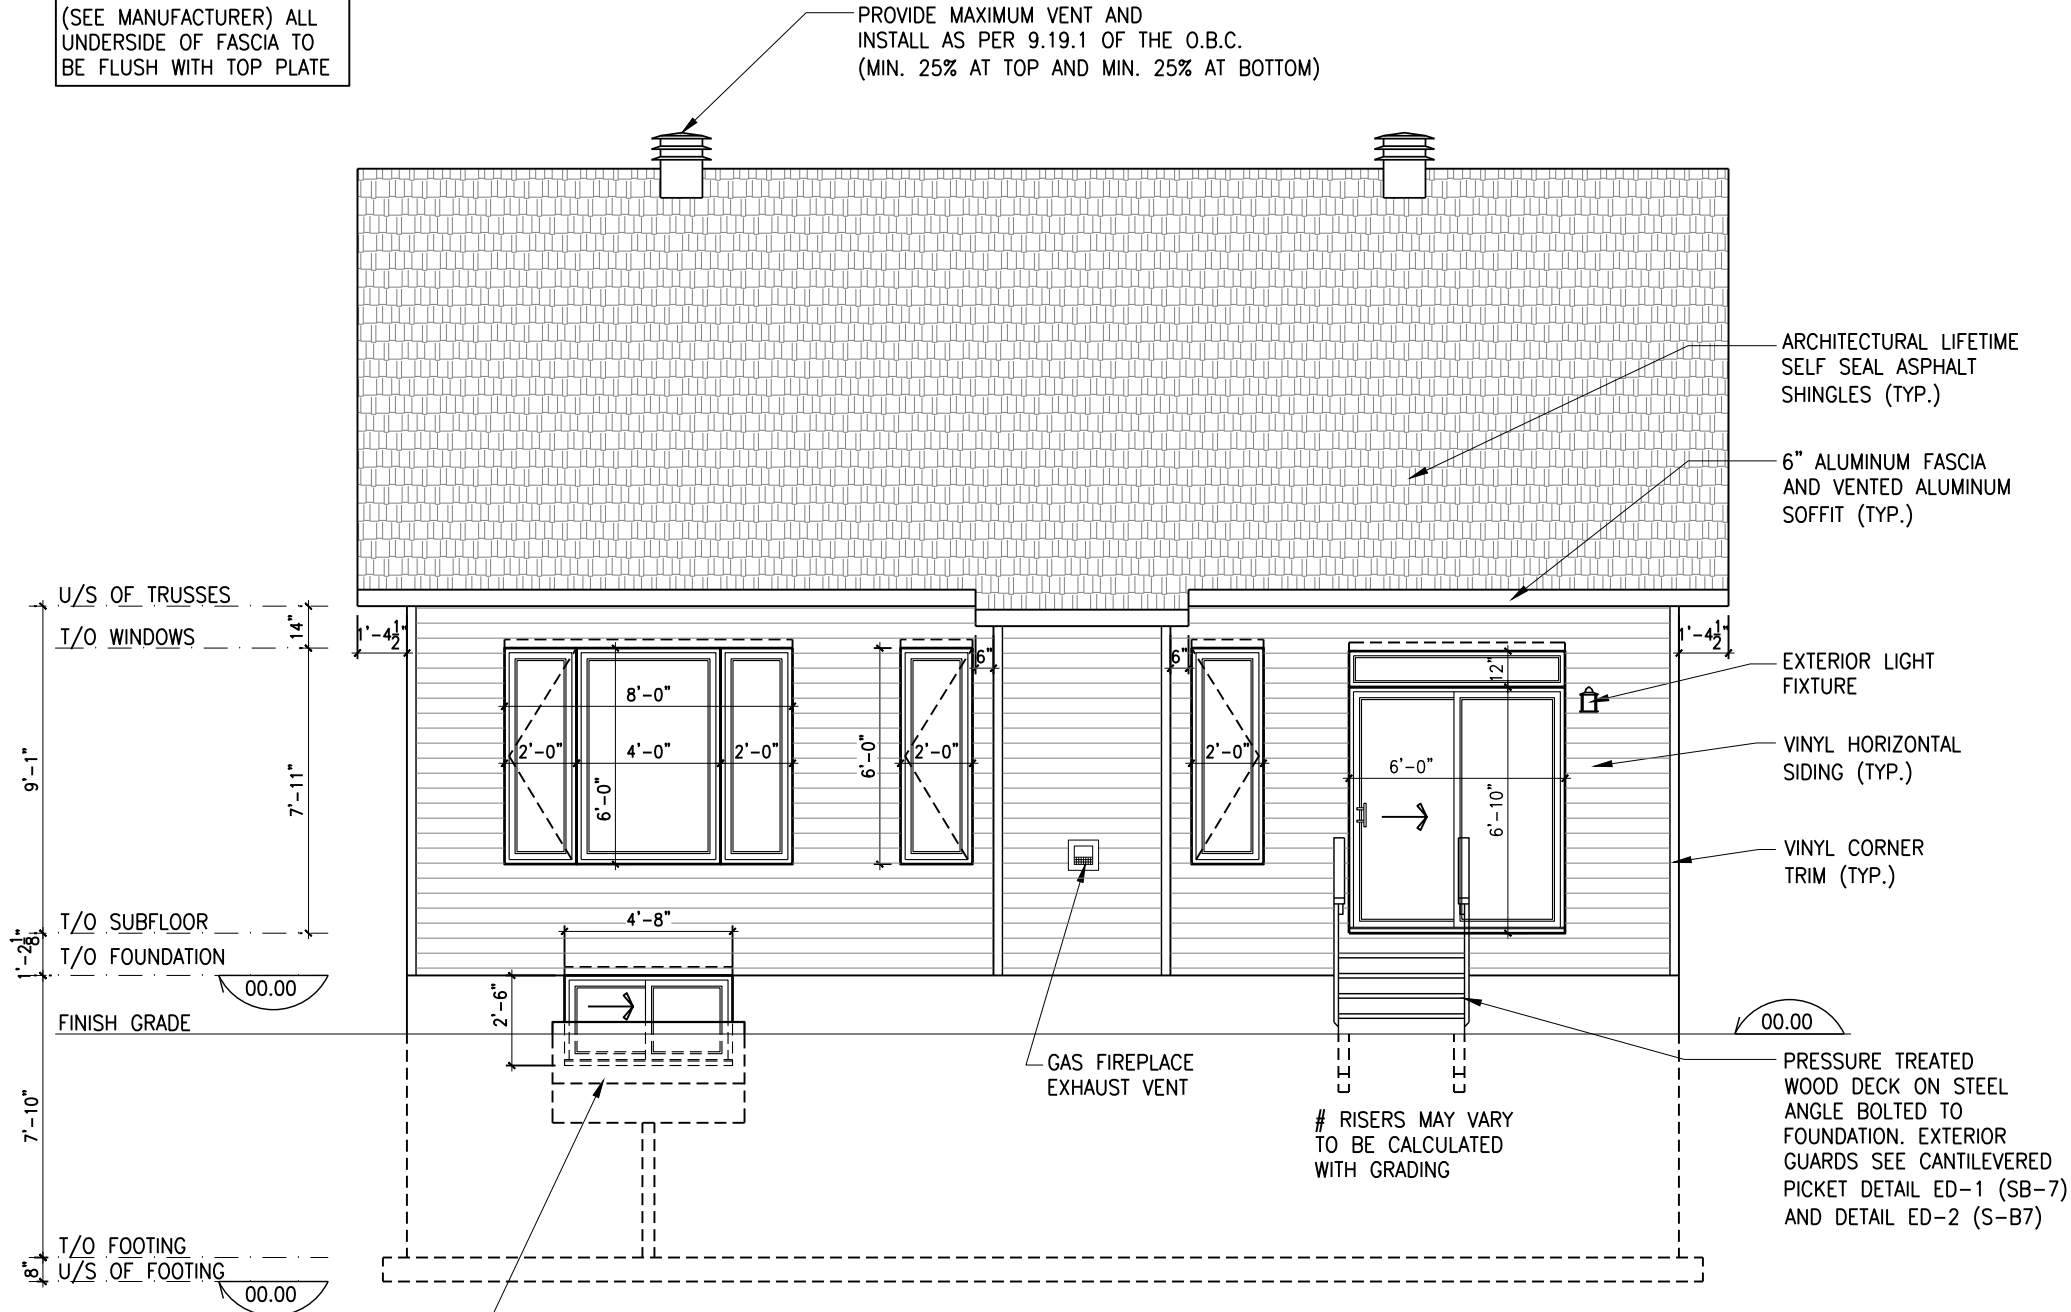 (SEE MANUFACTURER) ALL
UNDERSIDE OF FASCIA TO
BE FLUSH WITH TOP PLATE
PROVIDE MAXIMUM VENT AND
INSTALL AS PER 9.19.1 OF THE O.B.C.
(MIN. 25% AT TOP AND MIN. 25% AT BOTTOM)
ARCHITECTURAL LIFETIME
SELF SEAL ASPHALT
SHINGLES (TYP.)
6" ALUMINUM FASCIA
AND VENTED ALUMINUM
SOFFIT (TYP.)
U/S OF TRUSSES
T/O WINDOWS
14"
1'-4½"
6"
6"
12"
1'-4½"
EXTERIOR LIGHT
FIXTURE
8'-0"
2'-0"
4'-0"
2'-0"
6'-0"
6'-0"
2'-0"
2'-0"
6'-0"
6'-10"
VINYL HORIZONTAL
SIDING (TYP.)
9'-1"
7'-11"
VINYL CORNER
TRIM (TYP.)
T/O SUBFLOOR
4'-8"
1'-2⅛"
T/O FOUNDATION
00.00
2'-6"
FINISH GRADE
00.00
GAS FIREPLACE
EXHAUST VENT
# RISERS MAY VARY
TO BE CALCULATED
WITH GRADING
PRESSURE TREATED
WOOD DECK ON STEEL
ANGLE BOLTED TO
FOUNDATION. EXTERIOR
GUARDS SEE CANTILEVERED
PICKET DETAIL ED-1 (SB-7)
AND DETAIL ED-2 (S-B7)
7'-10"
T/O FOOTING
8"
U/S OF FOOTING
00.00